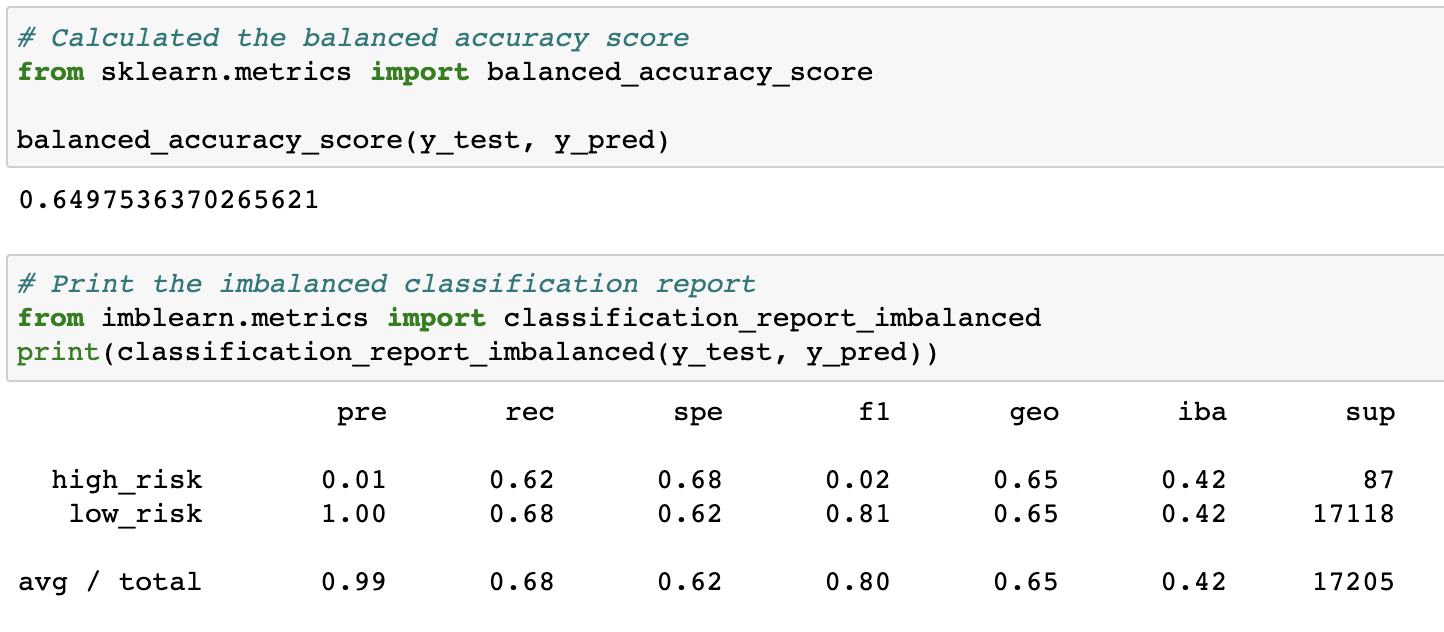 # Calculated the balanced accuracy score
from sklearn.metrics import balanced_accuracy_score
balanced_accuracy_score(y_test, y_pred)
0.6497536370265621
# Print the imbalanced classification report
from imblearn.metrics import classification_report_imbalanced
print(classification_report_imbalanced(y_test, y_pred))
pre rec spe f1 geo iba sup
high_risk 0.01 0.62 0.68 0.02 0.65 0.42 87
low_risk 1.00 0.68 0.62 0.81 0.65 0.42 17118
avg / total 0.99 0.68 0.62 0.80 0.65 0.42 17205